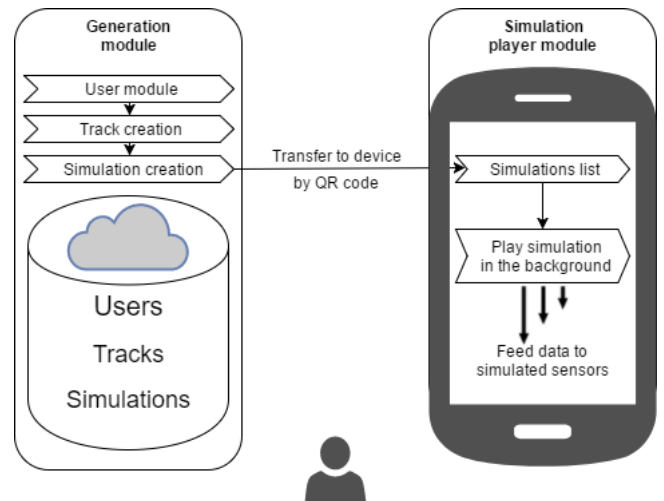 Generation
module
User module
Track creation
Simulation creation
Users
Tracks
Simulations
Transfer to device
by QR code
Simulation
player module
Simulations list
Play simulation
in the background
Feed data to
simulated sensors